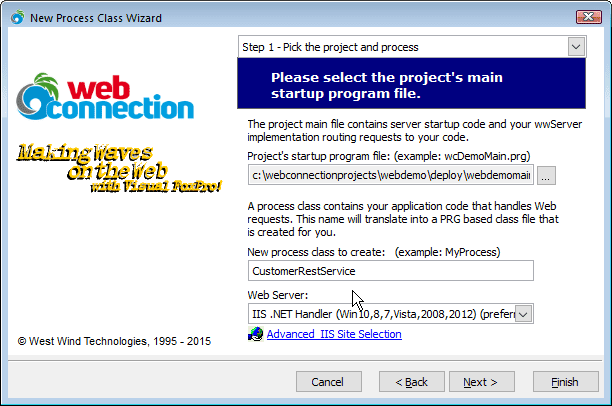 New Process Class Wizard
Step 1 - Pick the project and process
web
connection
Making Waves
on the Web
with Visual FoxPro!
Please select the project's main
startup program file.
The project main file contains server startup code and your wwServer
implementation routing requests to your code.
Project's startup program file: (example: wcDemoMain.prg)
c:\webconnectionprojects\webdemo\deploy\webdemomain
...
A process class contains your application code that handles Web
requests. This name will translate into a PRG based class file that
is created for you.
New process class to create: (example: MyProcess)
CustomerRestService
Web Server:
IIS .NET Handler (Win10,8,7,Vista,2008,2012) (preferr
Advanced IIS Site Selection
© West Wind Technologies, 1995 - 2015
Cancel
< Back
Next >
Finish